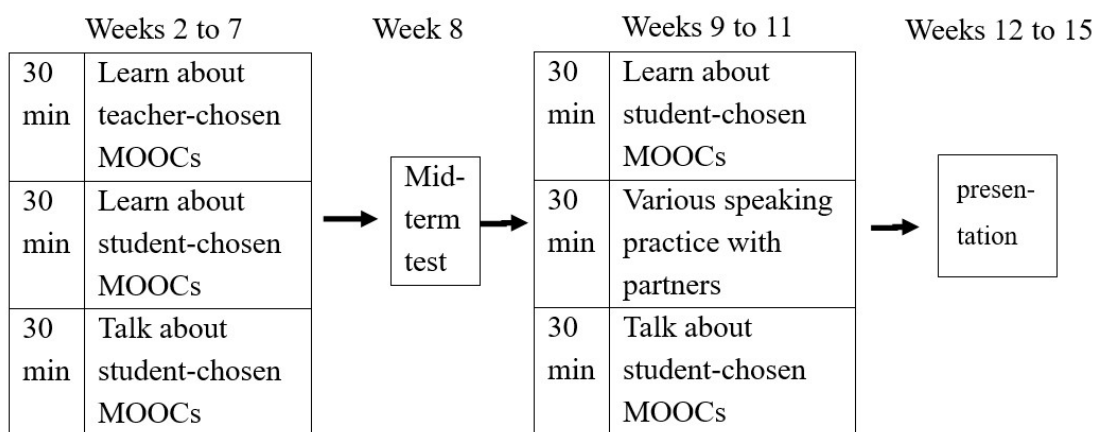 Weeks 2 to 7
30
min
Learn about
teacher-chosen
MOOCs
30
min
Learn about
student-chosen
MOOCs
30
min
Talk about
student-chosen
MOOCs
Week 8
Mid-
term
test
Weeks 9 to 11
30
min
Learn about
student-chosen
MOOCs
30
min
Various speaking
practice with
partners
30
min
Talk about
student-chosen
MOOCs
Weeks 12 to 15
presen-
tation